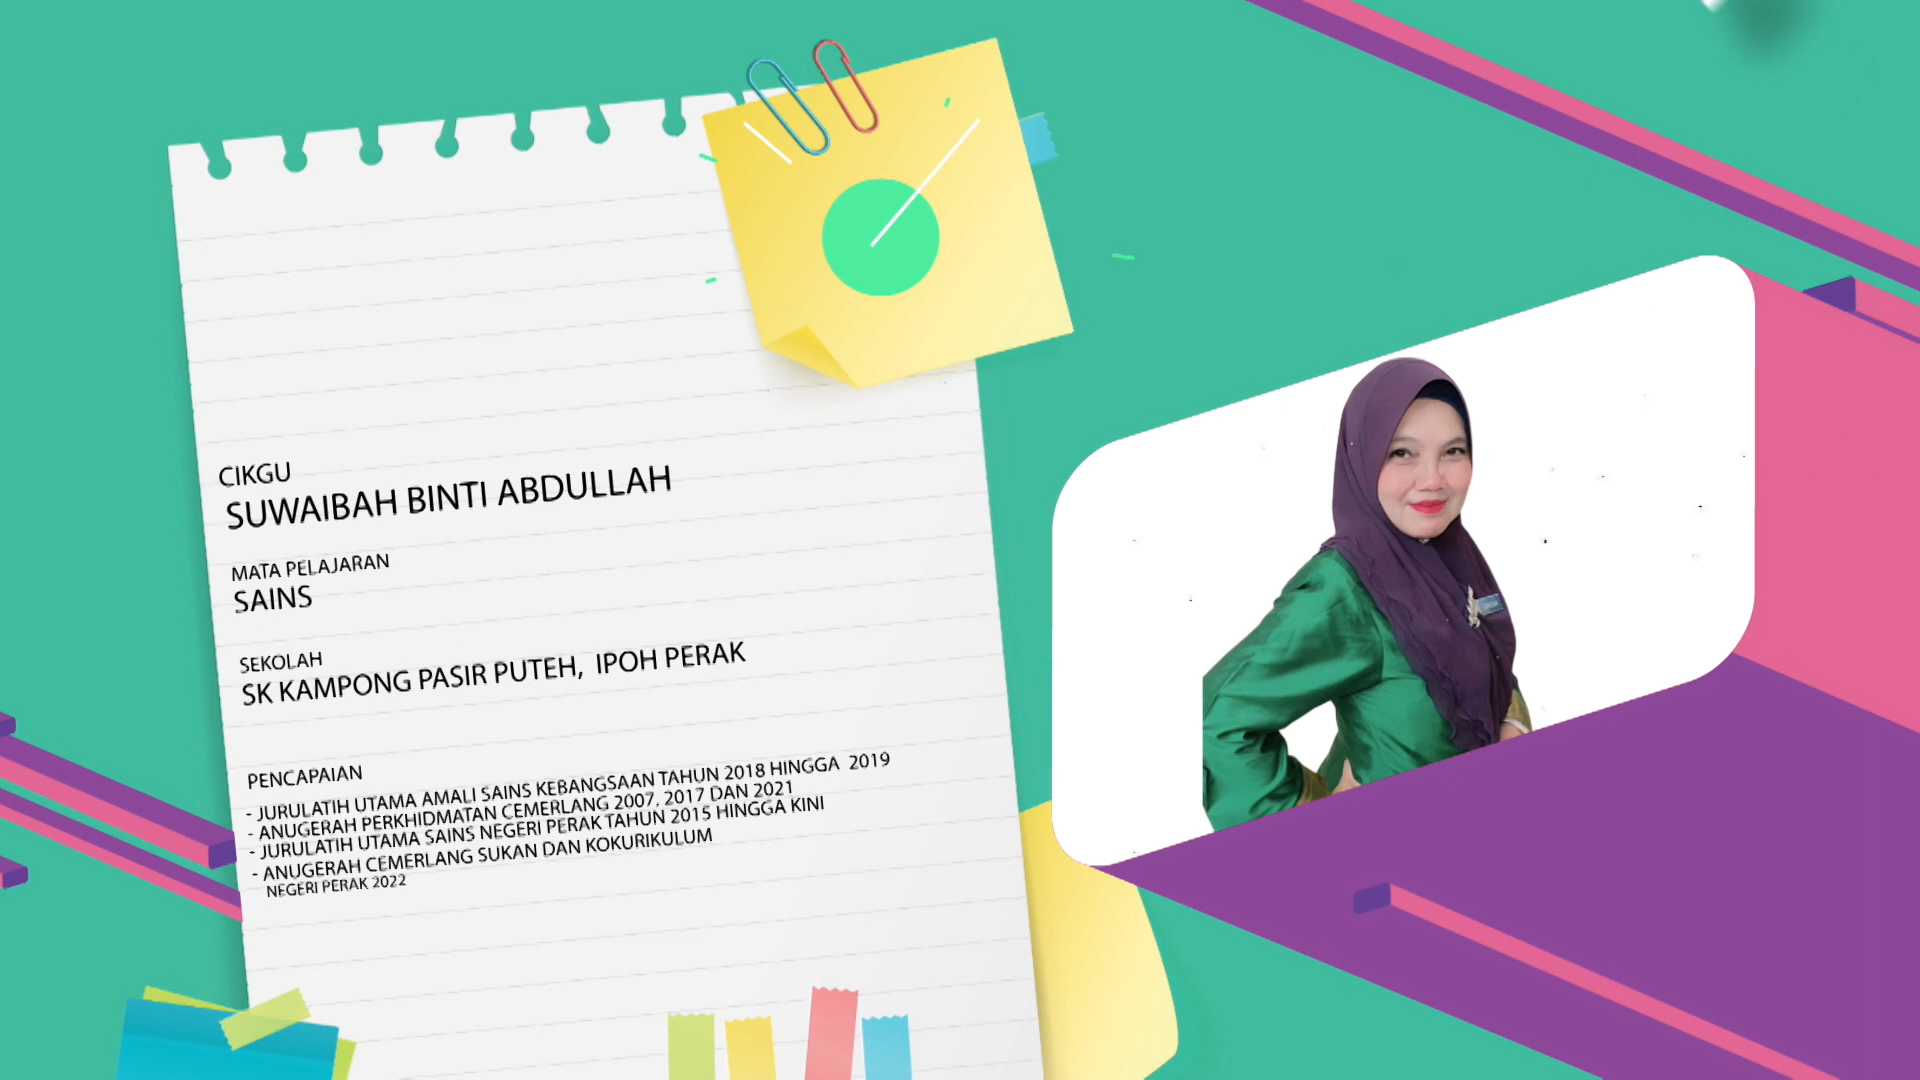 CIKGU
SUWAIBAH BINTI ABDULLAH
MATA PELAJARAN
SAINS
SEKOLAH
SK KAMPONG PASIR PUTEH, IPOH PERAK
PENCAPAIAN
- JURULATIH UTAMA AMALI SAINS KEBANGSAAN TAHUN 2018 HINGGA 2019
- ANUGERAH PERKHIDMATAN CEMERLANG 2007, 2017 DAN 2021
- JURULATIH UTAMA SAINS NEGERI PERAK TAHUN 2015 HINGGA KINI
- ANUGERAH CEMERLANG SUKAN DAN KOKURIKULUM
NEGERI PERAK 2022